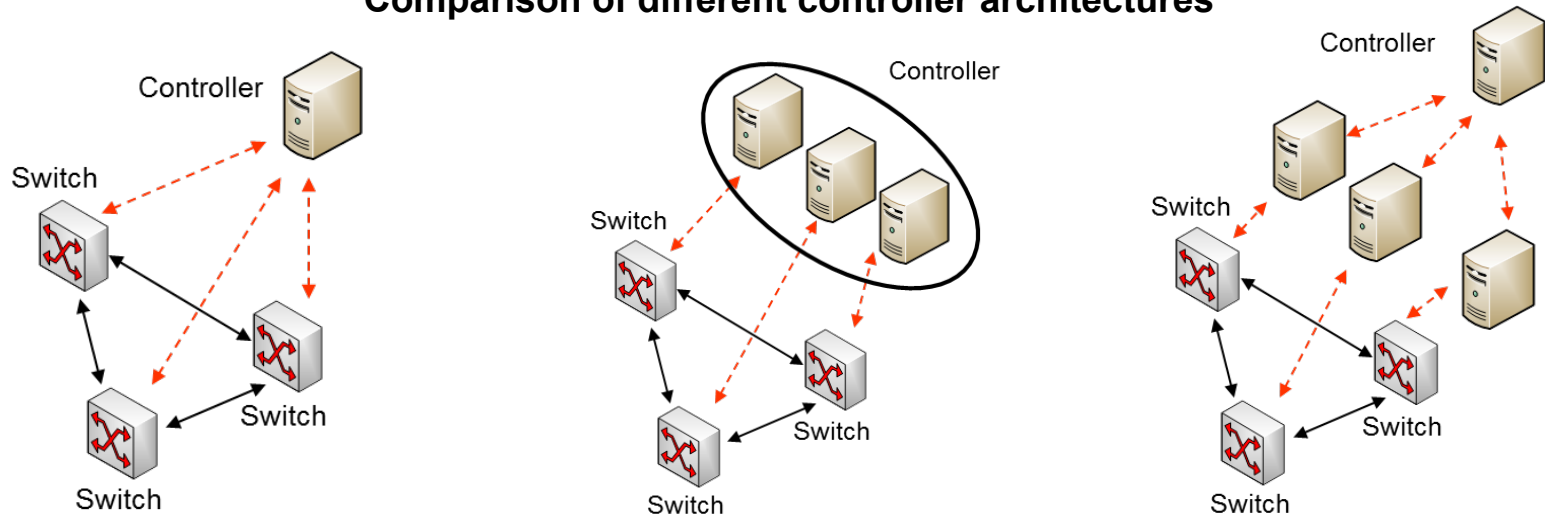 Comparison of different controller architectures
Controller
Switch
Switch
Switch
Controller
Switch
Switch
Switch
Controller
Switch
Switch
Switch